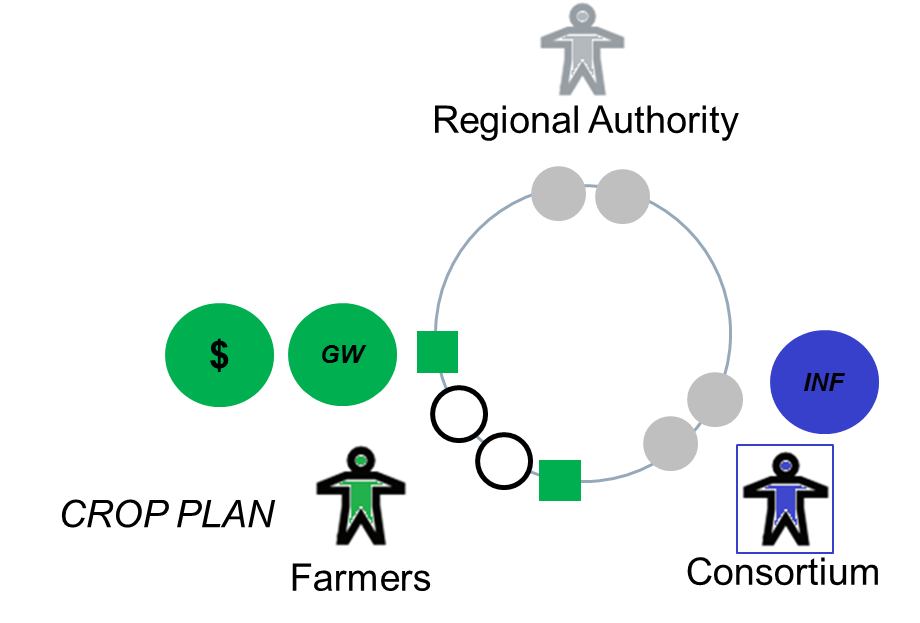 Regional Authority
$
GW
INF
CROP PLAN
Farmers
Consortium